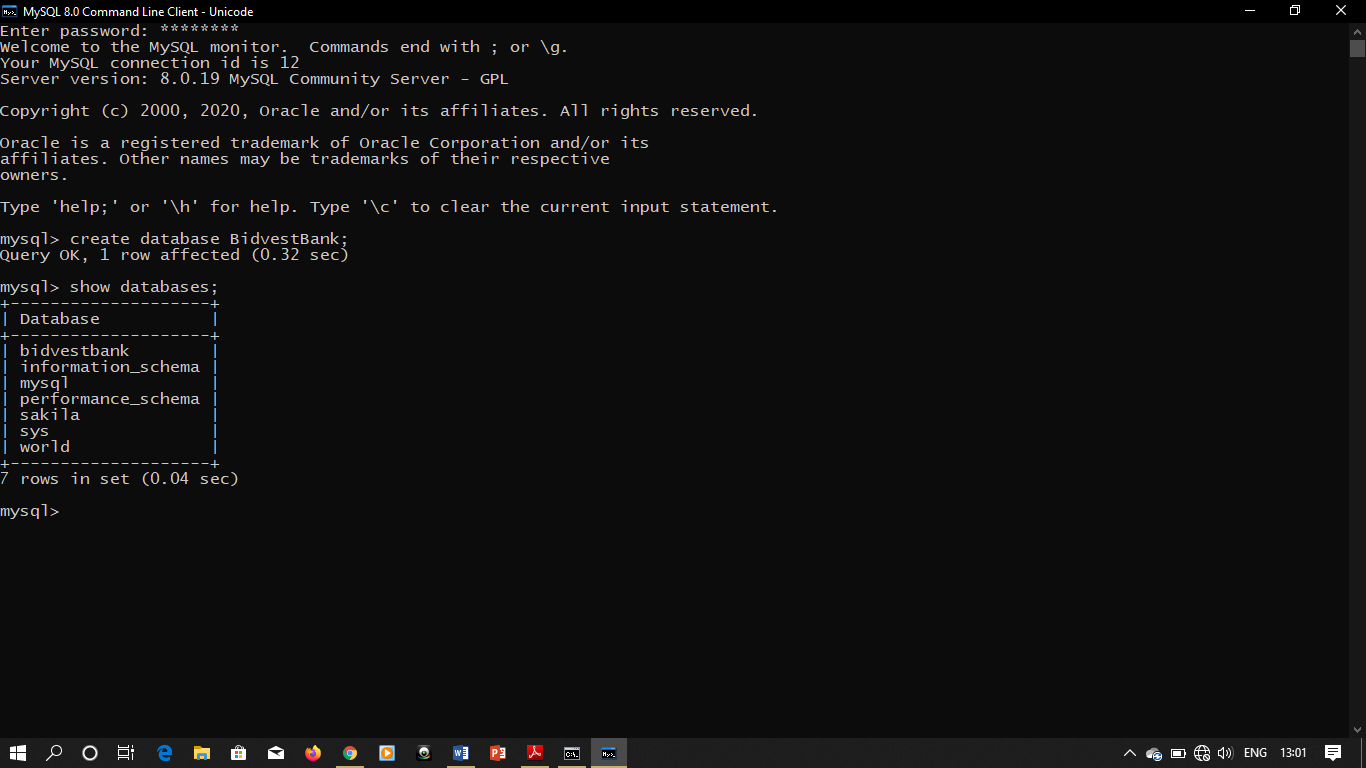 MySQL 8.0 Command Line Client - Unicode
Enter password: ********
Welcome to the MySQL monitor.  Commands end with ; or \g.
Your MySQL connection id is 12
Server version: 8.0.19 MySQL Community Server - GPL

Copyright (c) 2000, 2020, Oracle and/or its affiliates. All rights reserved.

Oracle is a registered trademark of Oracle Corporation and/or its
affiliates. Other names may be trademarks of their respective
owners.

Type 'help;' or '\h' for help. Type '\c' to clear the current input statement.

mysql> create database BidvestBank;
Query OK, 1 row affected (0.32 sec)

mysql> show databases;
+--------------------+
| Database           |
+--------------------+
| bidvestbank        |
| information_schema |
| mysql              |
| performance_schema |
| sakila             |
| sys                |
| world              |
+--------------------+
7 rows in set (0.04 sec)

mysql>
ENG 13:01